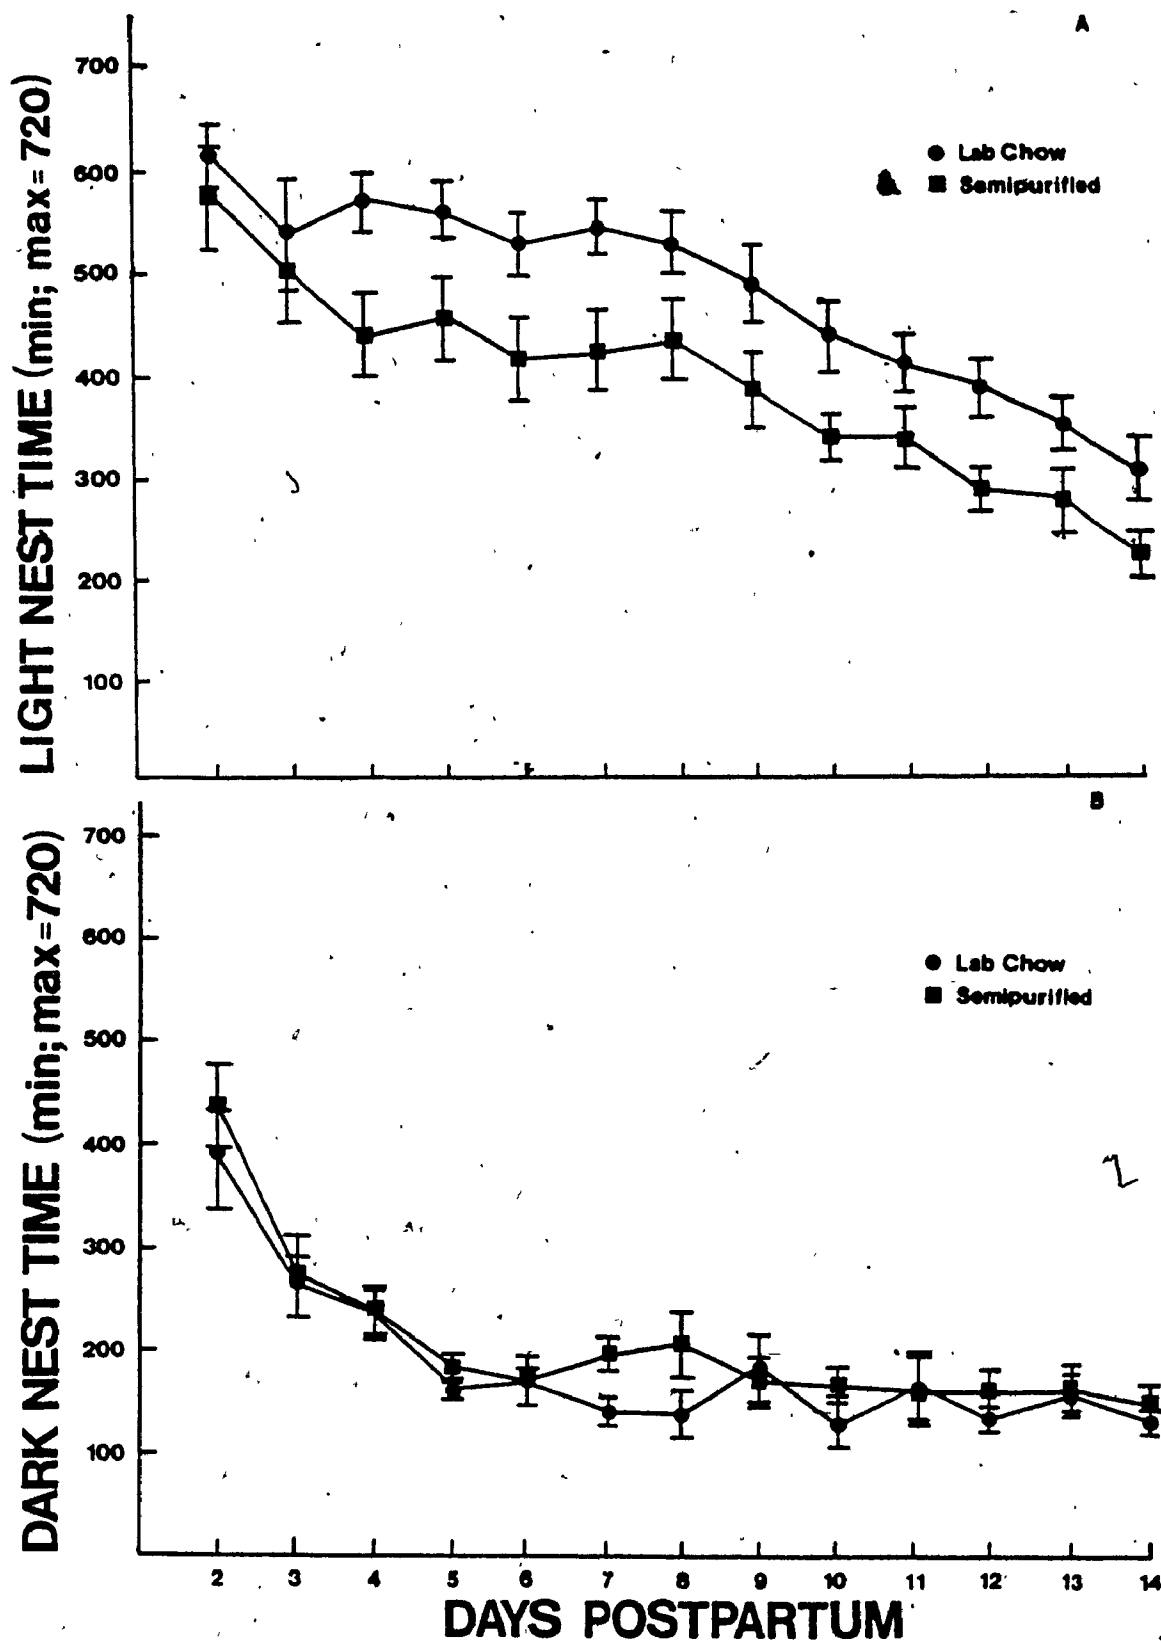 A
LIGHT NEST TIME (min; max=720)
700
600
500
400
300
200
100
Lab Chow
Semipurified
B
DARK NEST TIME (min; max=720)
700
600
500
400
300
200
100
Lab Chow
Semipurified
2 3 4 5 6 7 8 9 10 11 12 13 14
DAYS POSTPARTUM